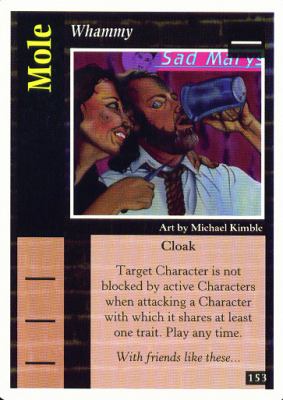 Mole
Whammy
Sad Marys
Art by Michael Kimble
Cloak
Target Character is not
blocked by active Characters
when attacking a Character
with which it shares at least
one trait. Play any time.
With friends like these...
153